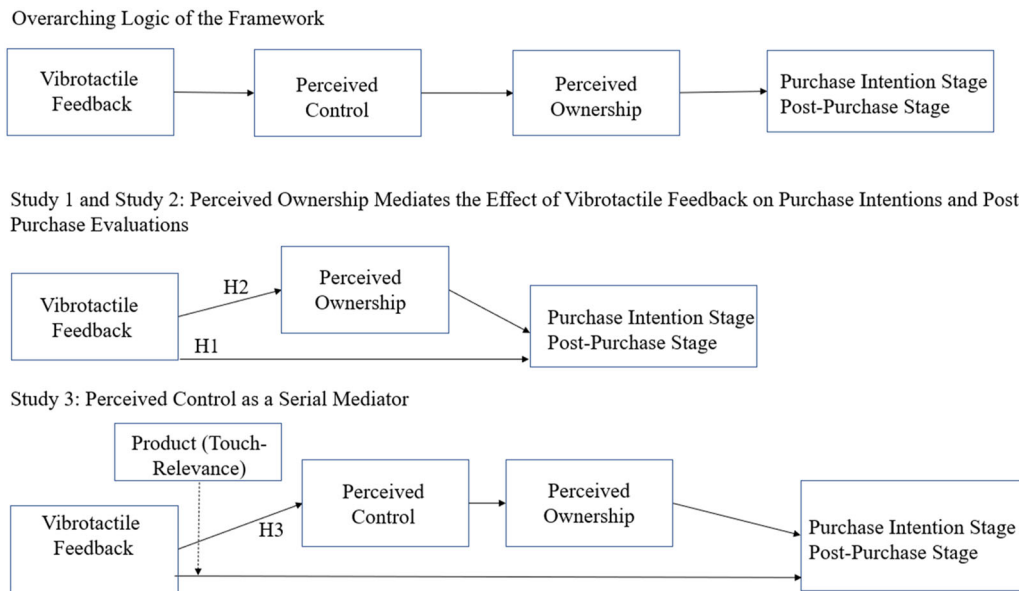 Overarching Logic of the Framework
Vibrotactile
Feedback
Perceived
Control
Perceived
Ownership
Purchase Intention Stage
Post-Purchase Stage
Study 1 and Study 2: Perceived Ownership Mediates the Effect of Vibrotactile Feedback on Purchase Intentions and Post
Purchase Evaluations
Vibrotactile
Feedback
H2
Perceived
Ownership
H1
Purchase Intention Stage
Post-Purchase Stage
Study 3: Perceived Control as a Serial Mediator
Product (Touch-
Relevance)
Vibrotactile
Feedback
H3
Perceived
Control
Perceived
Ownership
Purchase Intention Stage
Post-Purchase Stage